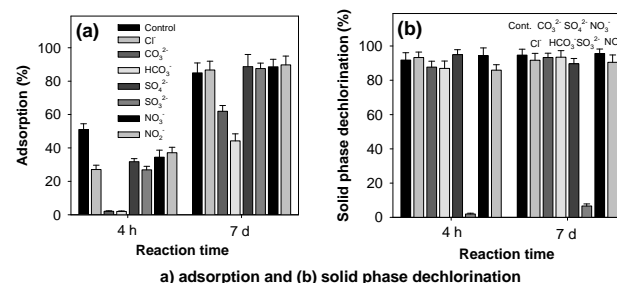 (a)
Control
Cl⁻
CO₃²⁻
HCO₃⁻
SO₄²⁻
SO₃²⁻
NO₃⁻
NO₂⁻
Adsorption (%)
100
80
60
40
20
0
4 h
7 d
Reaction time
(b)
Cont. CO₃²⁻ SO₄²⁻ NO₃⁻
Cl⁻ HCO₃⁻ SO₃²⁻ NO
Solid phase dechlorination (%)
100
80
60
40
20
0
4 h
7 d
Reaction time
a) adsorption and (b) solid phase dechlorination